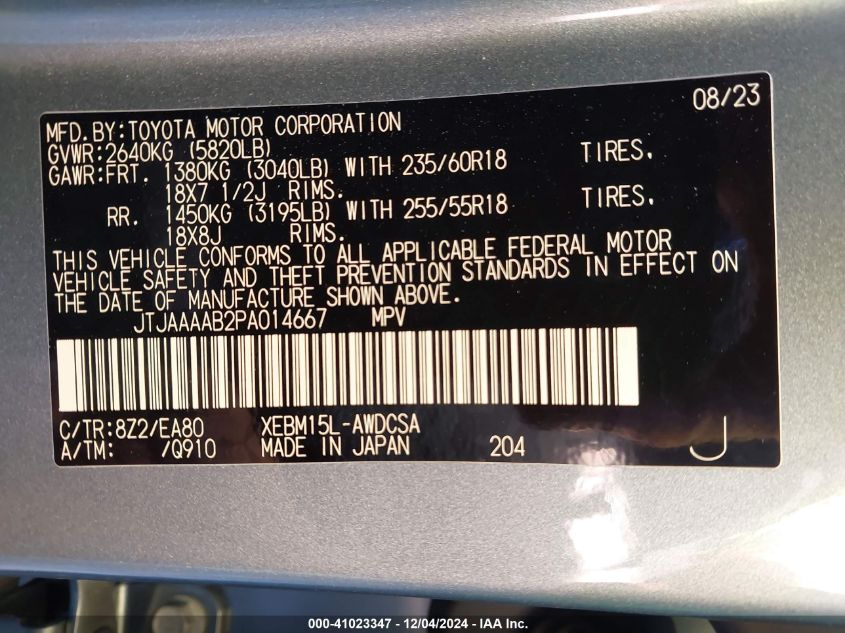 08/23
MFD. BY: TOYOTA MOTOR CORPORATION
GVWR: 2640KG (5820LB)
GAWR: FRT. 1380KG (3040LB) WITH 235/60R18 TIRES.
18X7 1/2J RIMS.
RR. 1450KG (3195LB) WITH 255/55R18 TIRES.
18X8J RIMS.
THIS VEHICLE CONFORMS TO ALL APPLICABLE FEDERAL MOTOR
VEHICLE SAFETY AND THEFT PREVENTION STANDARDS IN EFFECT ON
THE DATE OF MANUFACTURE SHOWN ABOVE.
JTJAAAAB2PA014667 MPV
C/TR: 8Z2/EA80 XEBM15L-AWDCSA
A/TM: /Q910 MADE IN JAPAN 204 J
000-41023347 - 12/04/2024 - IAA Inc.